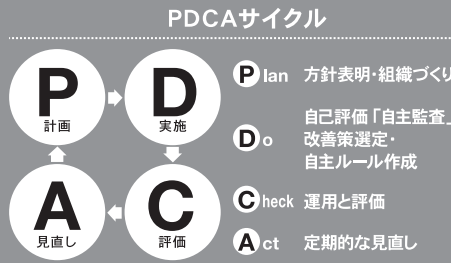 PDCAサイクル
P
計画
D
実施
A
見直し
C
評価
Plan 方針表明・組織づくり
Do 自己評価「自主監査」
改善策選定・
自主ルール作成
Check 運用と評価
Act 定期的な見直し